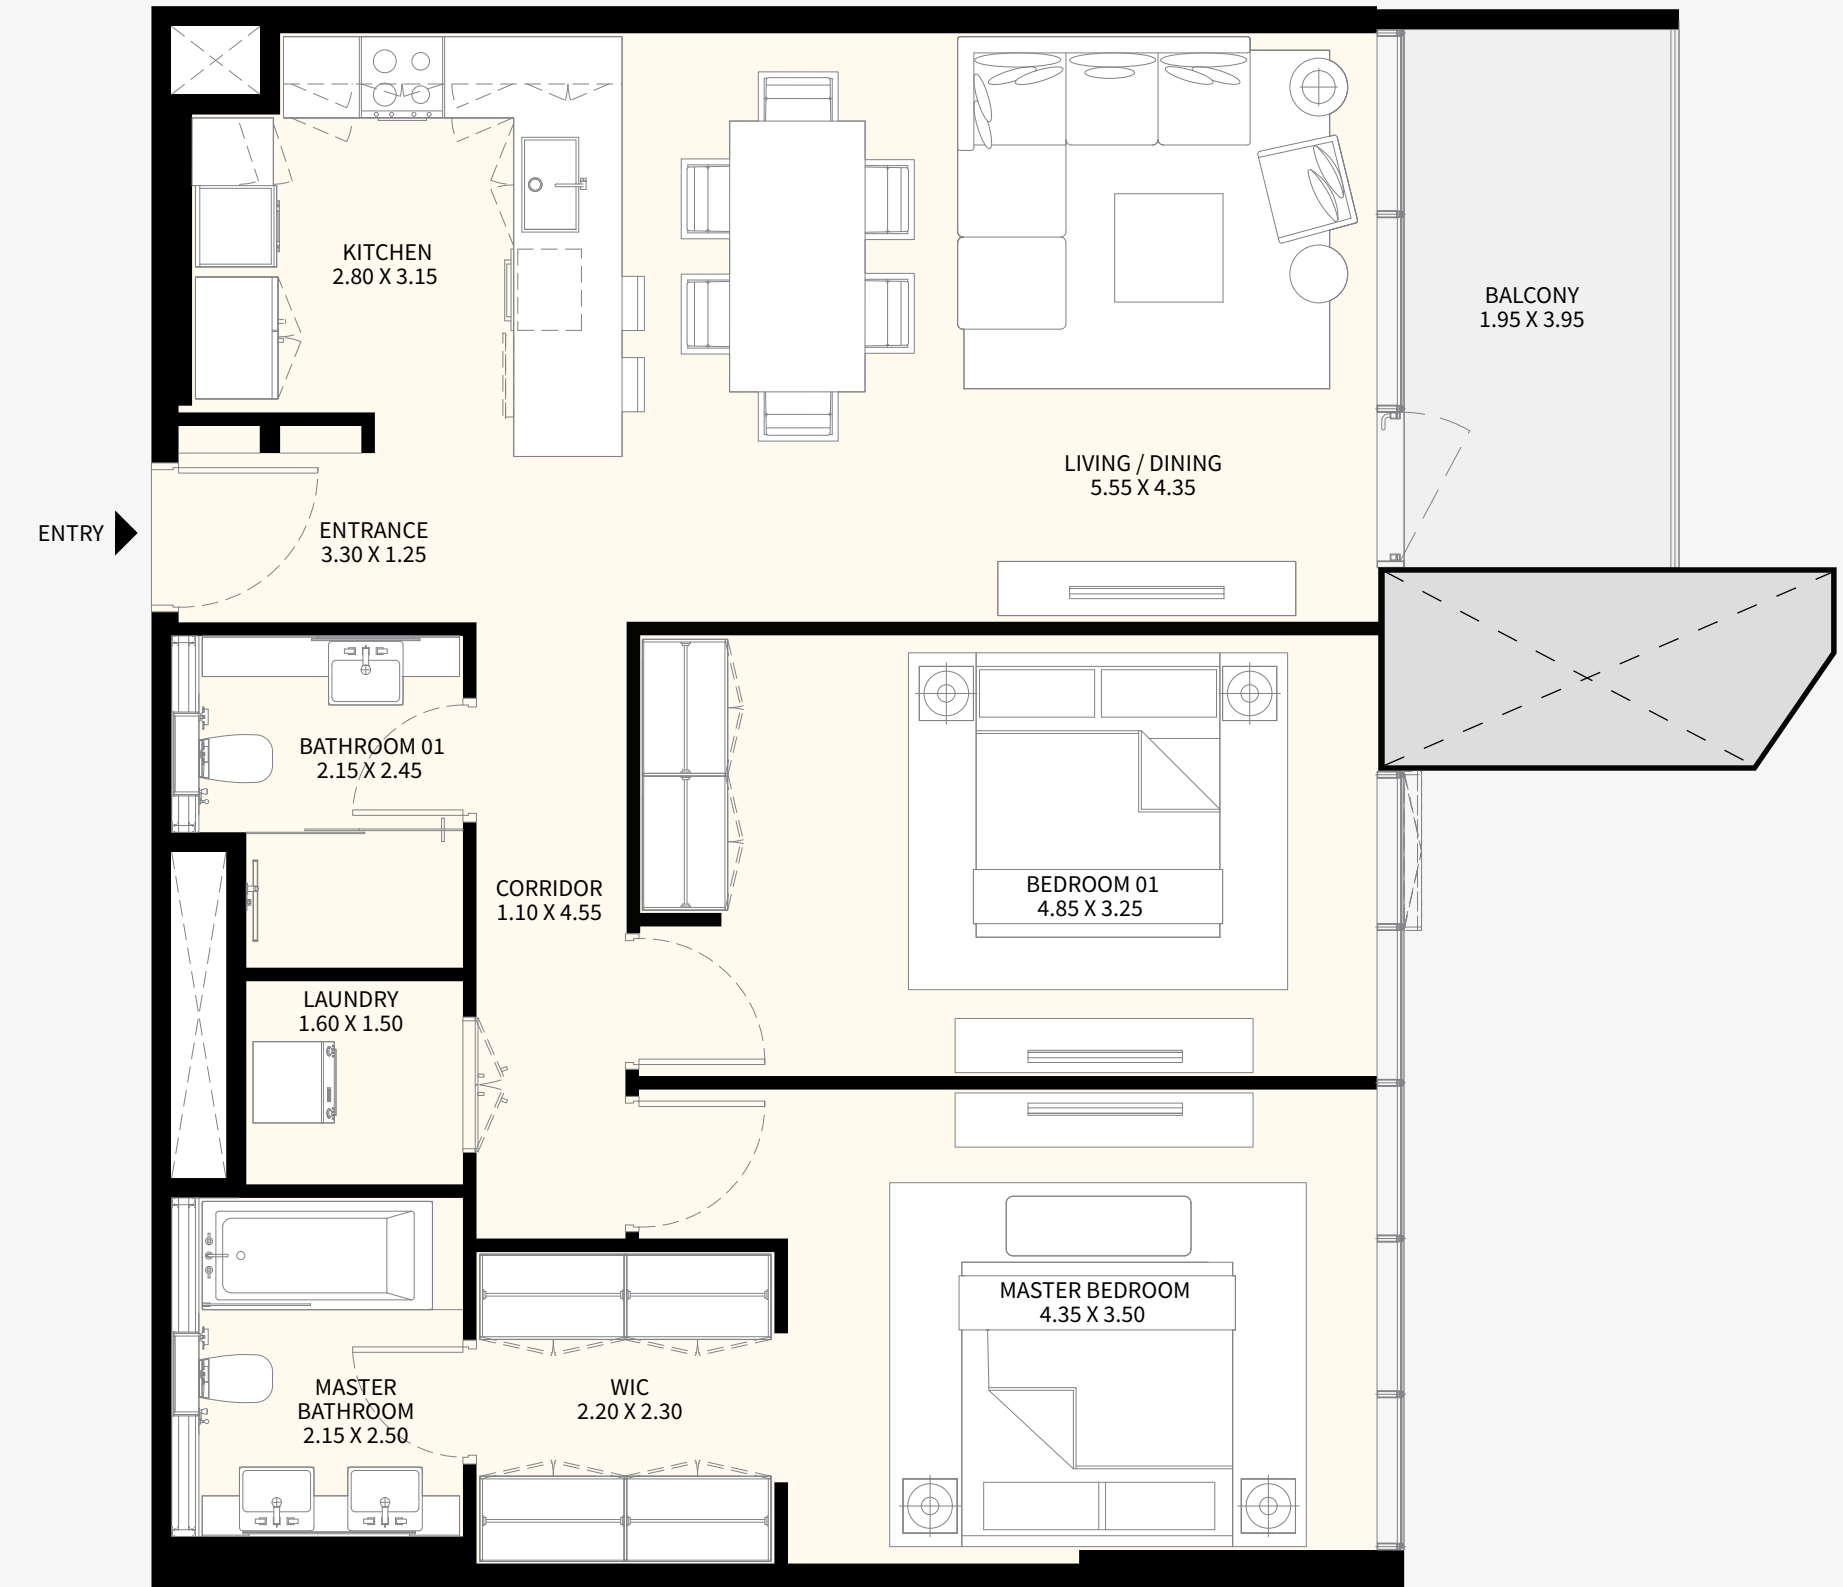 KITCHEN
2.80 X 3.15
BALCONY
1.95 X 3.95
LIVING / DINING
5.55 X 4.35
ENTRY
ENTRANCE
3.30 X 1.25
BATHROOM 01
2.15 X 2.45
CORRIDOR
1.10 X 4.55
BEDROOM 01
4.85 X 3.25
LAUNDRY
1.60 X 1.50
MASTER BEDROOM
4.35 X 3.50
MASTER
BATHROOM
2.15 X 2.50
WIC
2.20 X 2.30